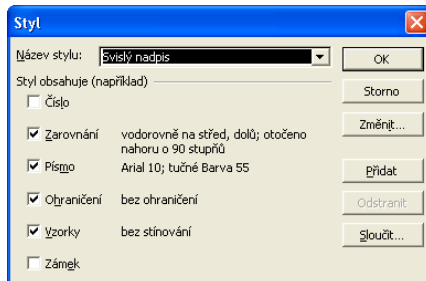 Styl
Název stylu: Svislý nadpis
OK
Styl obsahuje (například)
Storno
Číslo
Změnit...
Zarovnání vodorovně na střed, dolů; otočeno
nahoru o 90 stupňů
Písmo Arial 10; tučné Barva 55
Přidat
Ohraničení bez ohraničení
Odstranit
Vzorky bez stínování
Sloučit...
Zámek